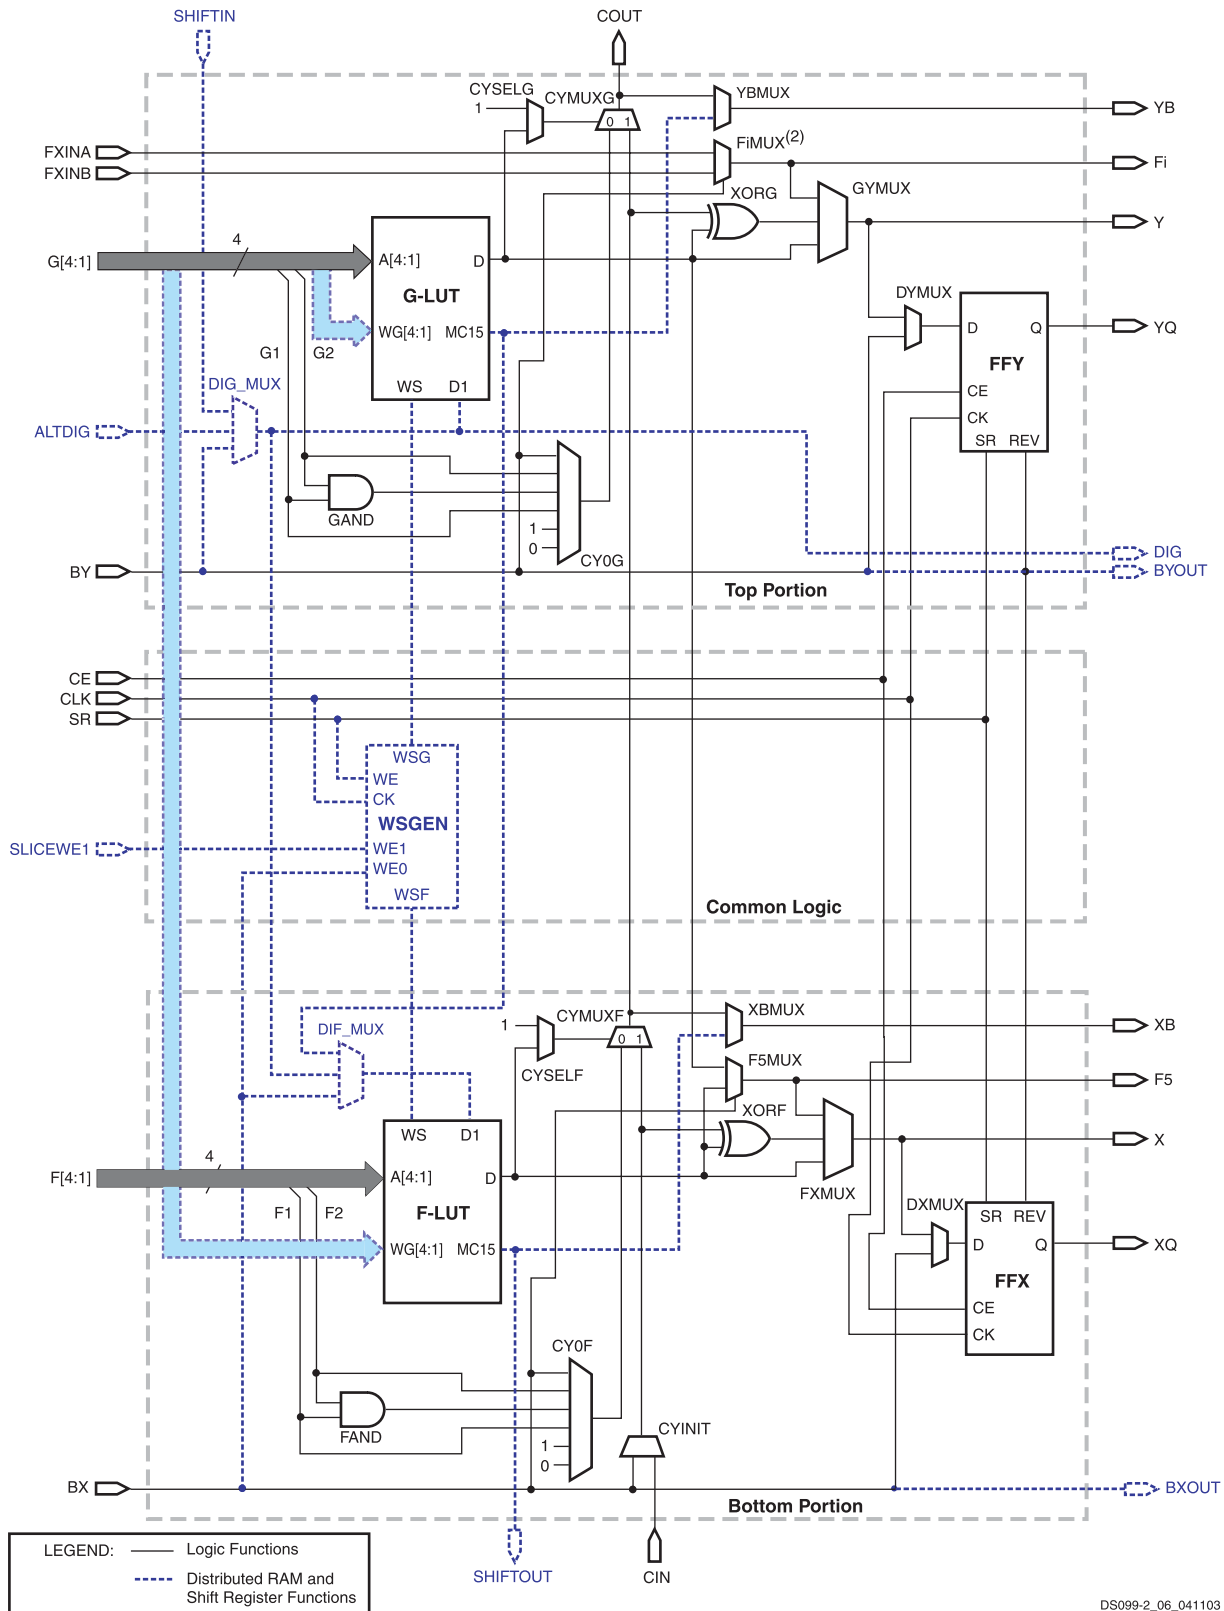 SHIFTIN
COUT
CYSELG
CYMUXG
YBMUX
1
0 1
YB
FXINA
FiMUX(2)
Fi
FXINB
XORG
GYMUX
Y
4
G[4:1]
A[4:1]
D
G-LUT
DYMUX
D
Q
YQ
WG[4:1]
MC15
G1
G2
FFY
WS
D1
CE
DIG_MUX
CK
ALTDIG
SR
REV
GAND
1
0
CY0G
DIG
BY
BYOUT
Top Portion
CE
CLK
SR
WSG
WE
CK
WSGEN
SLICEWE1
WE1
WE0
WSF
Common Logic
XBMUX
CYMUXF
1
DIF_MUX
0 1
XB
CYSELF
F5MUX
F5
XORF
WS
D1
X
4
F[4:1]
A[4:1]
D
FXMUX
F1
F2
F-LUT
DXMUX
SR
REV
WG[4:1]
MC15
D
Q
XQ
FFX
CE
CK
CY0F
FAND
1
0
CYINIT
BX
BXOUT
Bottom Portion
LEGEND:
Logic Functions
Distributed RAM and
Shift Register Functions
SHIFTOUT
CIN
DS099-2_06_041103